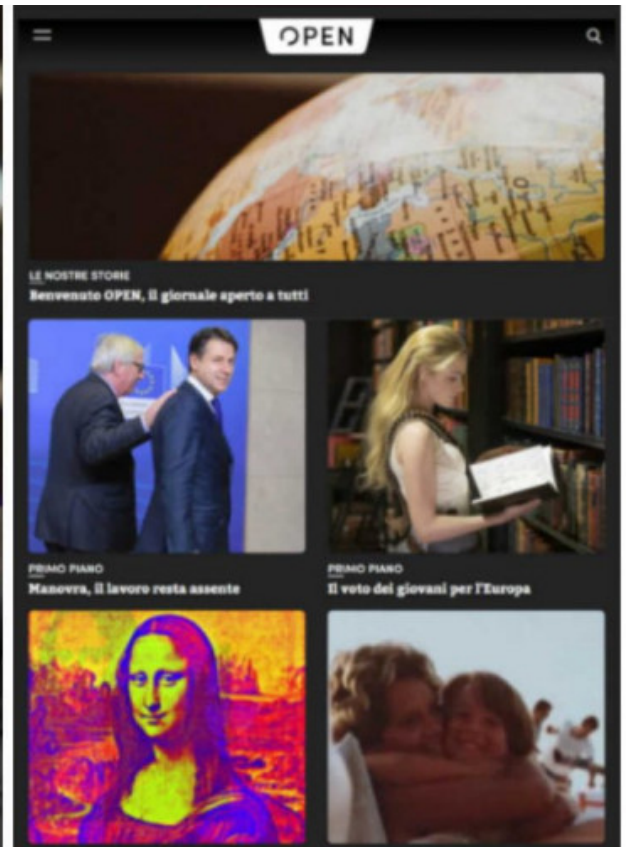 OPEN
LE NOSTRE STORIE
Benvenuto OPEN, il giornale aperto a tutti
PRIMO PIANO
Manovra, il lavoro resta assente
PRIMO PIANO
Il voto dei giovani per l'Europa